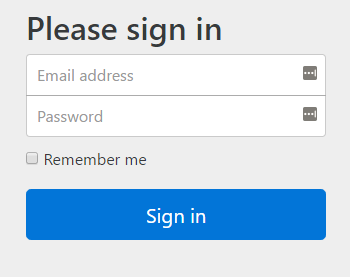 Please sign in
Email address
Password
Remember me
Sign in